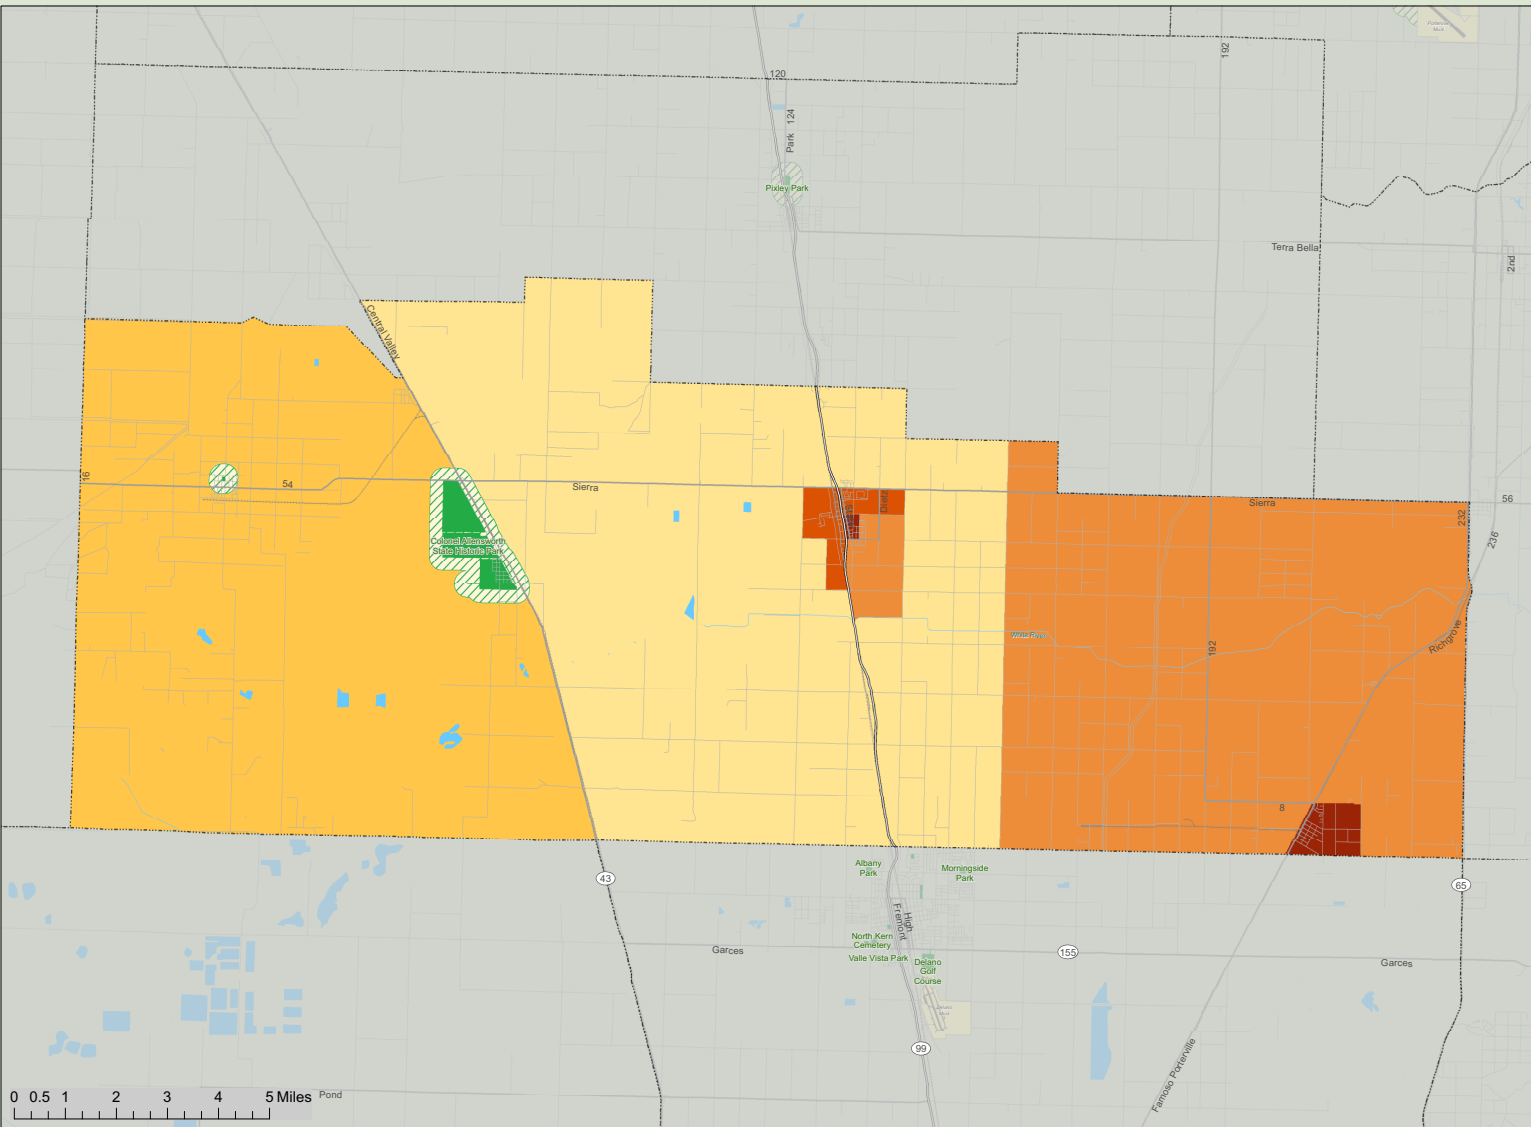 192
120
Park 124
Pixley Park
Terra Bella
2nd
Central Valley
16
54
Sierra
Dietz
Sierra
56
232
236
Colonel Allensworth
State Historic Park
White River
192
Richgrove
8
Albany
Park
Morningside
Park
43
65
High
Fremont
North Kern
Cemetery
Valle Vista Park
Delano
Golf
Course
Garces
155
Garces
99
Famoso Porterville
Pond
0 0.5 1 2 3 4 5 Miles